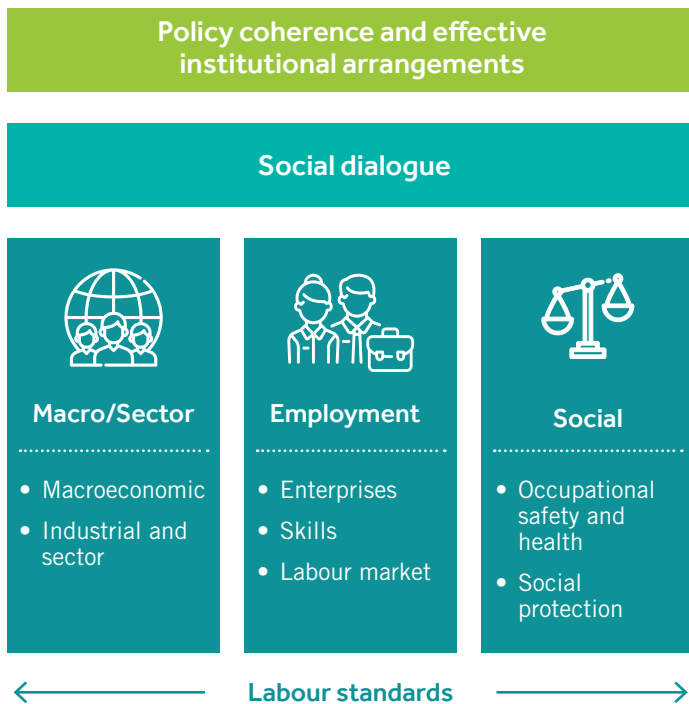 Policy coherence and effective
institutional arrangements
Social dialogue
Macro/Sector
• Macroeconomic
• Industrial and
sector
Employment
• Enterprises
• Skills
• Labour market
Social
• Occupational
safety and
health
• Social
protection
Labour standards